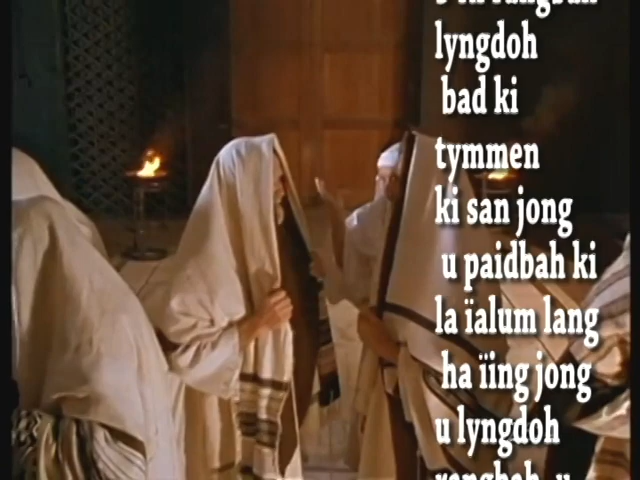 lyngdoh
bad ki
tymmen
ki san jong
u paidbah ki
la ïalum lang
ha ïing jong
u lyngdoh